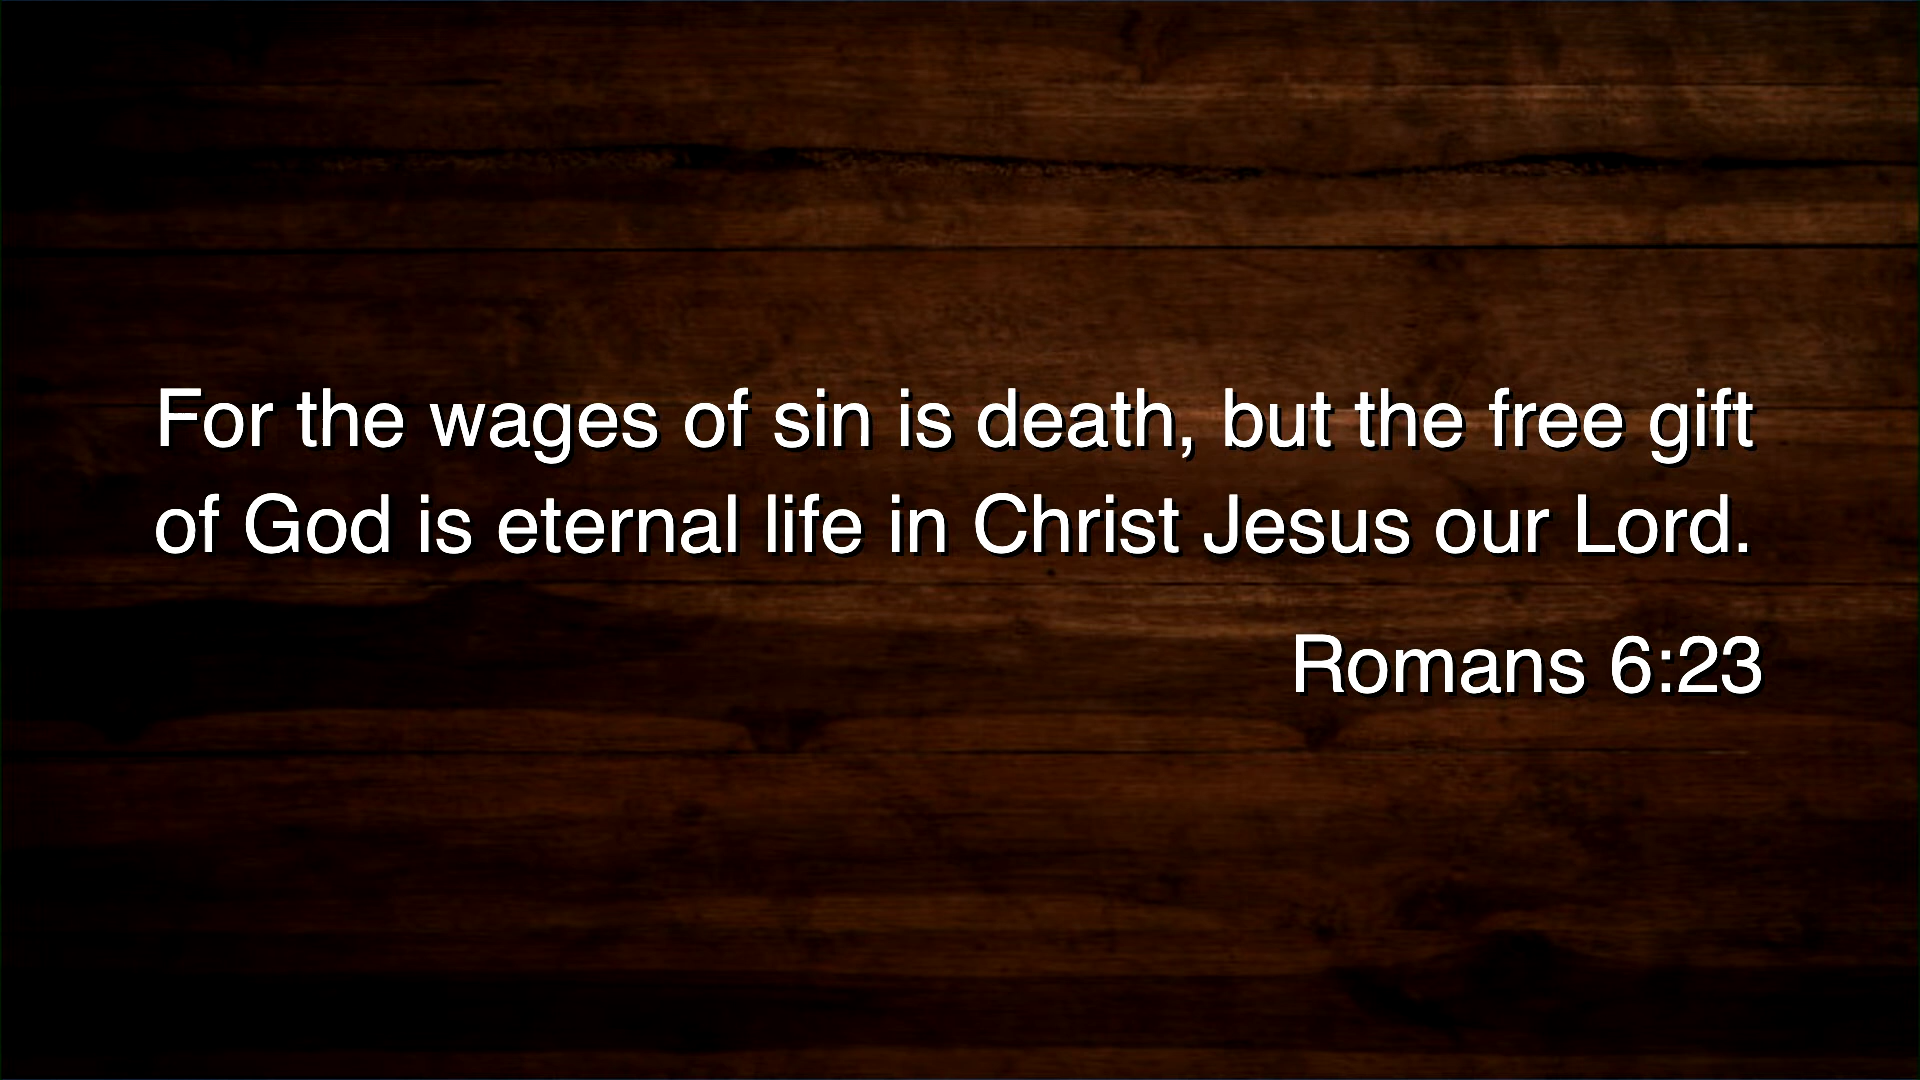 For the wages of sin is death, but the free gift
of God is eternal life in Christ Jesus our Lord.
Romans 6:23